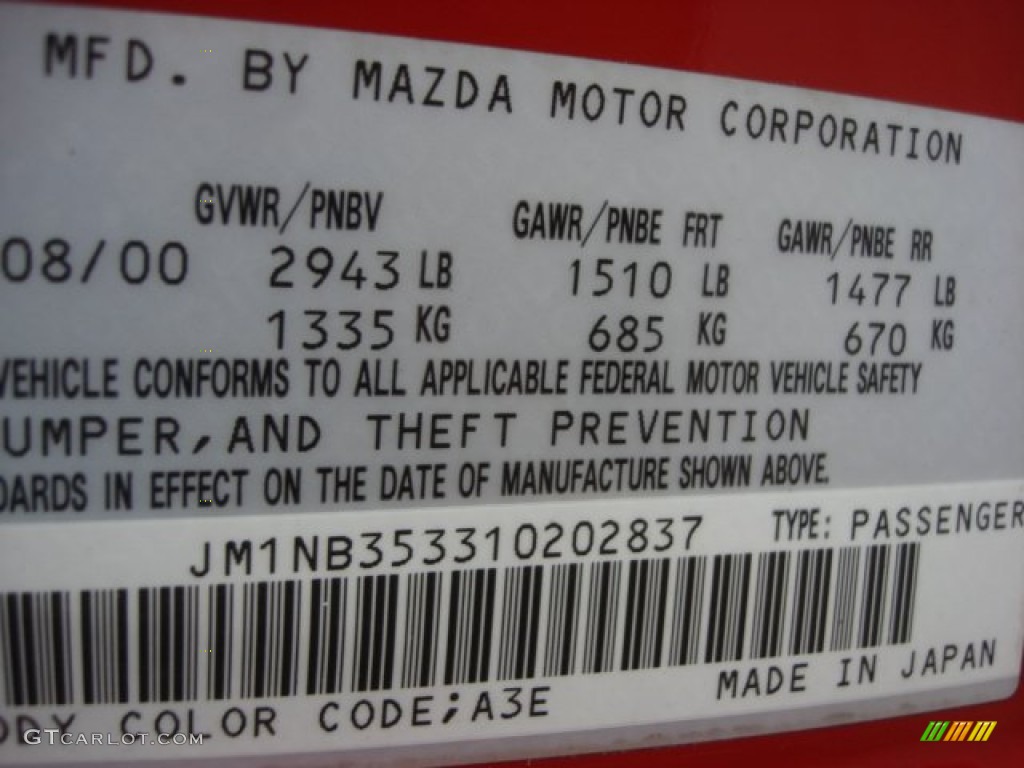 MFD. BY MAZDA MOTOR CORPORATION
GVWR/PNBV GAWR/PNBE FRT GAWR/PNBE RR
08/00 2943 LB 1510 LB 1477 LB
1335 KG 685 KG 670 KG
VEHICLE CONFORMS TO ALL APPLICABLE FEDERAL MOTOR VEHICLE SAFETY
UMPER, AND THEFT PREVENTION
DARDS IN EFFECT ON THE DATE OF MANUFACTURE SHOWN ABOVE.
JM1NB353310202837 TYPE: PASSENGER
MADE IN JAPAN
ODY COLOR CODE;A3E
GTCARLOT.COM